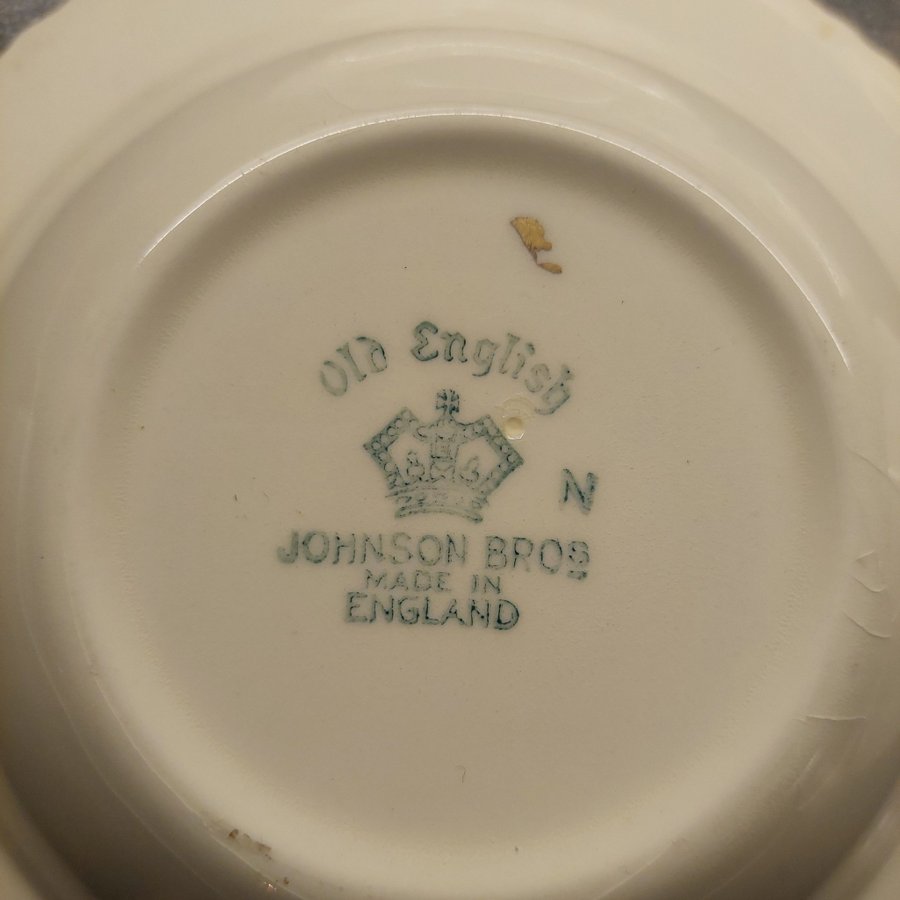 Old English
N
JOHNSON BROS
MADE IN
ENGLAND